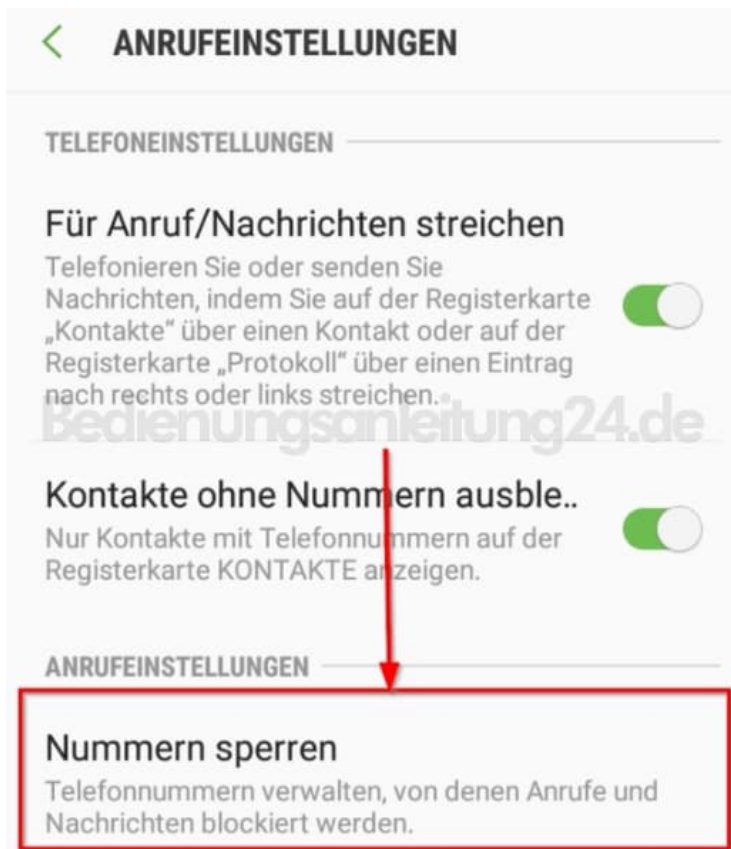 ANRUFEINSTELLUNGEN
TELEFONEINSTELLUNGEN
Für Anruf/Nachrichten streichen
Telefonieren Sie oder senden Sie
Nachrichten, indem Sie auf der Registerkarte
„Kontakte“ über einen Kontakt oder auf der
Registerkarte „Protokoll“ über einen Eintrag
nach rechts oder links streichen.
Bedienungsanleitung24.de
Kontakte ohne Nummern ausble..
Nur Kontakte mit Telefonnummern auf der
Registerkarte KONTAKTE anzeigen.
ANRUFEINSTELLUNGEN
Nummern sperren
Telefonnummern verwalten, von denen Anrufe und
Nachrichten blockiert werden.